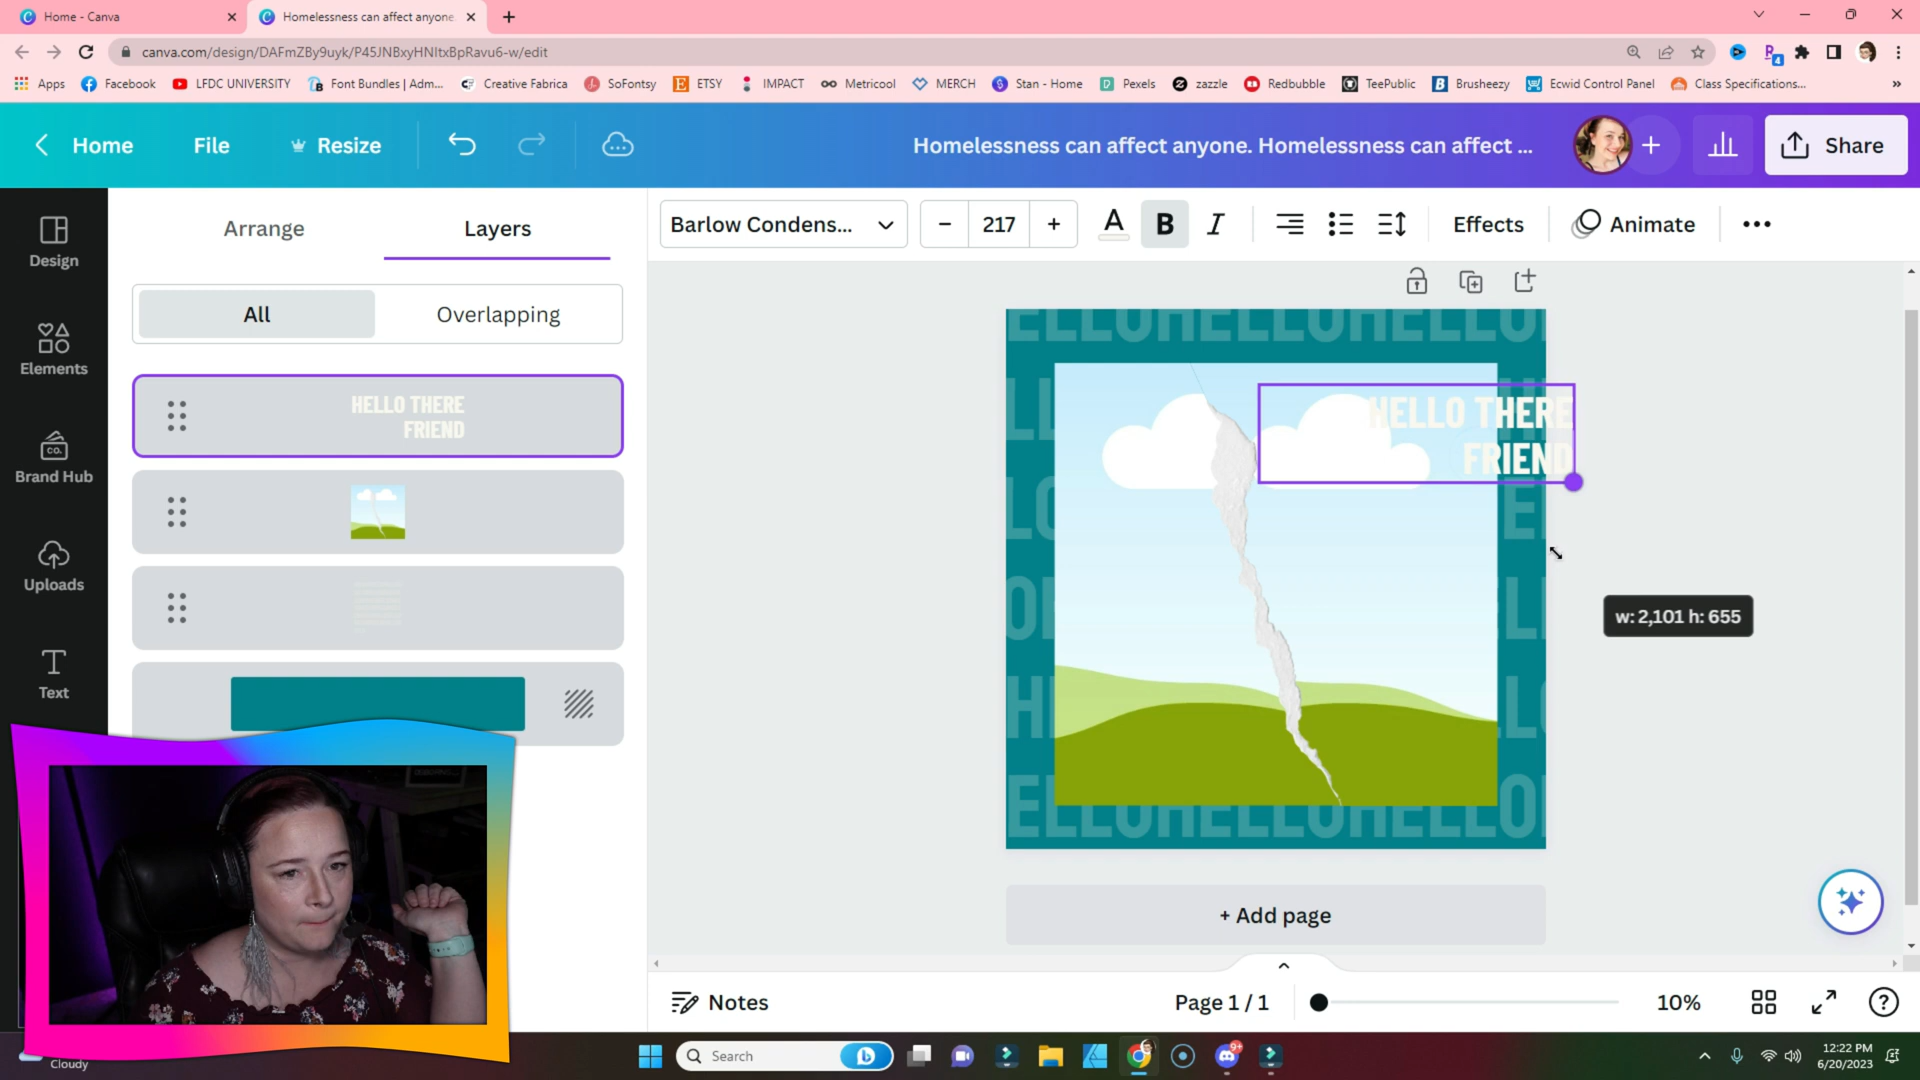 Home - Canva
Homelessness can affect anyone
canva.com/design/DAFmZBy9uyk/P45JNBxyHNItxBpRavu6-w/edit
Apps
Facebook
LFDC UNIVERSITY
Font Bundles | Adm...
Creative Fabrica
SoFontsy
ETSY
IMPACT
Metricool
MERCH
Stan - Home
Pexels
zazzle
Redbubble
TeePublic
Brusheezy
Ecwid Control Panel
Class Specifications...
Home
File
Resize
Homelessness can affect anyone. Homelessness can affect ...
Share
Design
Elements
Brand Hub
Uploads
Text
Arrange
Layers
All
Overlapping
HELLO THERE
FRIEND
Barlow Condens...
217
A
B
I
Effects
Animate
ELLOHELLOHELLOHELLO
HELLO THERE
FRIEND
ELLOHELLOHELLOHELLO
w: 2,101 h: 655
+ Add page
Notes
Page 1 / 1
10%
Cloudy
Search
9+
12:22 PM
6/20/2023